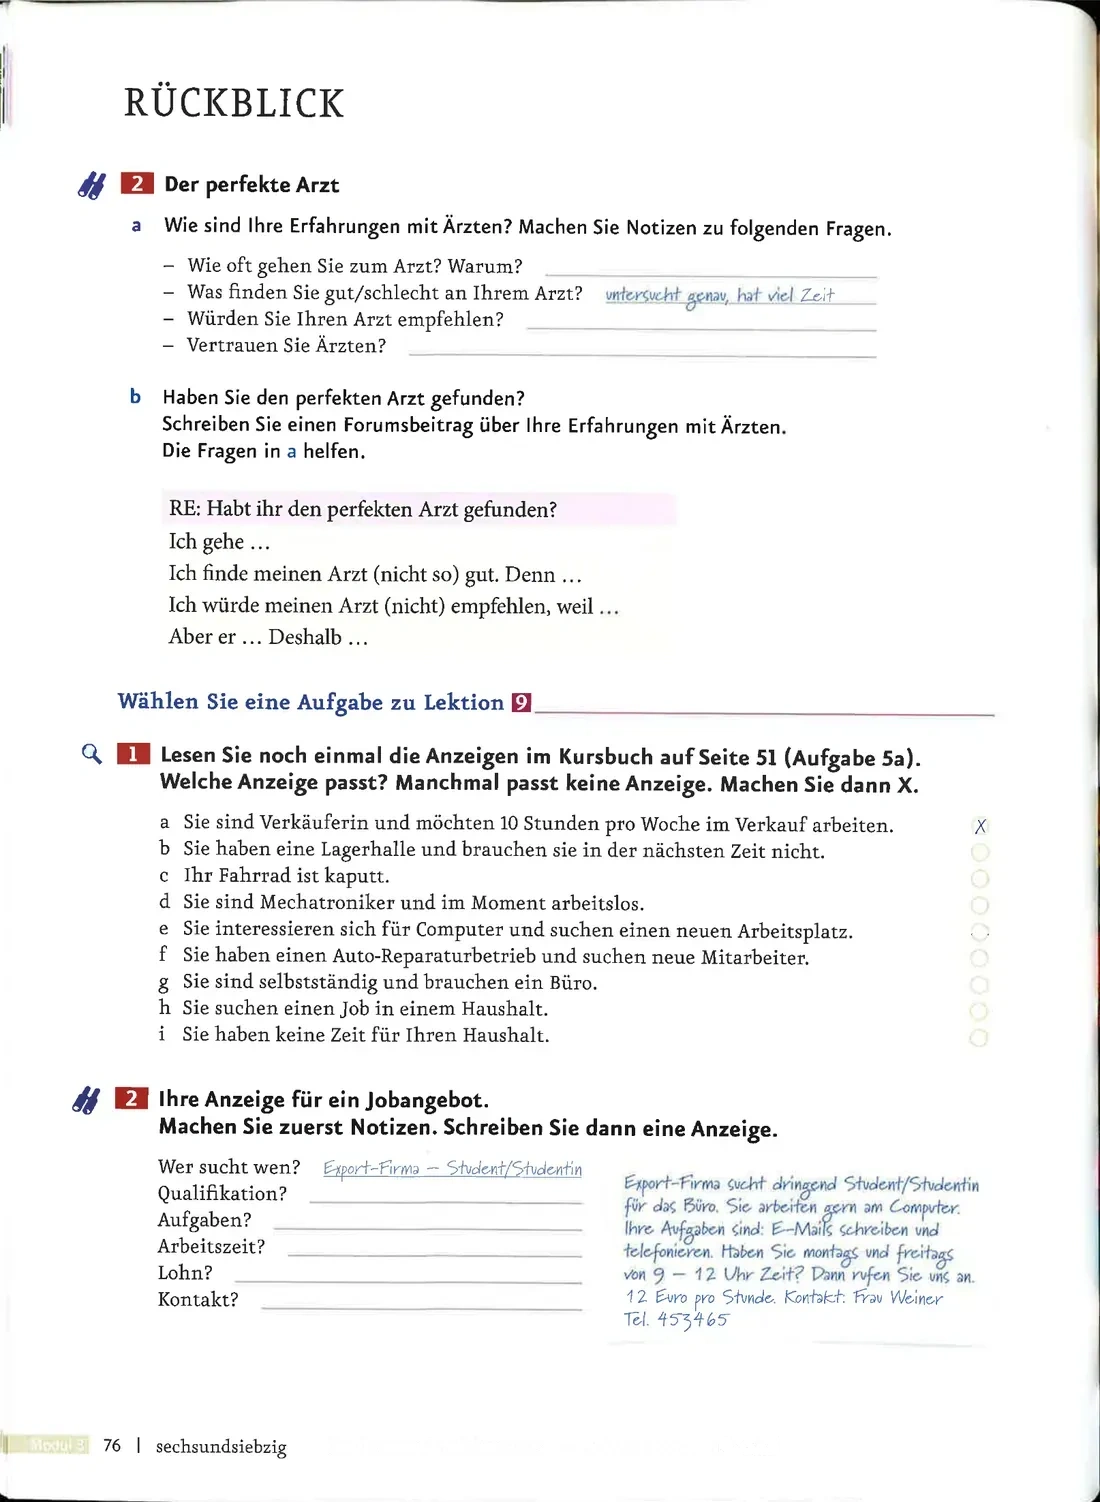 RÜCKBLICK
2 Der perfekte Arzt
a Wie sind Ihre Erfahrungen mit Ärzten? Machen Sie Notizen zu folgenden Fragen.
– Wie oft gehen Sie zum Arzt? Warum?
– Was finden Sie gut/schlecht an Ihrem Arzt? untersucht genau, hat viel Zeit
– Würden Sie Ihren Arzt empfehlen?
– Vertrauen Sie Ärzten?
b Haben Sie den perfekten Arzt gefunden?
Schreiben Sie einen Forumsbeitrag über Ihre Erfahrungen mit Ärzten.
Die Fragen in a helfen.
RE: Habt ihr den perfekten Arzt gefunden?
Ich gehe ...
Ich finde meinen Arzt (nicht so) gut. Denn ...
Ich würde meinen Arzt (nicht) empfehlen, weil ...
Aber er ... Deshalb ...
Wählen Sie eine Aufgabe zu Lektion 9
1 Lesen Sie noch einmal die Anzeigen im Kursbuch auf Seite 51 (Aufgabe 5a).
Welche Anzeige passt? Manchmal passt keine Anzeige. Machen Sie dann X.
a Sie sind Verkäuferin und möchten 10 Stunden pro Woche im Verkauf arbeiten. X
b Sie haben eine Lagerhalle und brauchen sie in der nächsten Zeit nicht.
c Ihr Fahrrad ist kaputt.
d Sie sind Mechatroniker und im Moment arbeitslos.
e Sie interessieren sich für Computer und suchen einen neuen Arbeitsplatz.
f Sie haben einen Auto-Reparaturbetrieb und suchen neue Mitarbeiter.
g Sie sind selbstständig und brauchen ein Büro.
h Sie suchen einen Job in einem Haushalt.
i Sie haben keine Zeit für Ihren Haushalt.
2 Ihre Anzeige für ein Jobangebot.
Machen Sie zuerst Notizen. Schreiben Sie dann eine Anzeige.
Wer sucht wen? Export-Firma – Student/Studentin
Qualifikation?
Aufgaben?
Arbeitszeit?
Lohn?
Kontakt?
Export-Firma sucht dringend Student/Studentin
für das Büro. Sie arbeiten gern am Computer.
Ihre Aufgaben sind: E-Mails schreiben und
telefonieren. Haben Sie montags und freitags
von 9 – 12 Uhr Zeit? Dann rufen Sie uns an.
12 Euro pro Stunde. Kontakt: Frau Weiner
Tel. 453465
Modul 3 76 | sechsundsiebzig